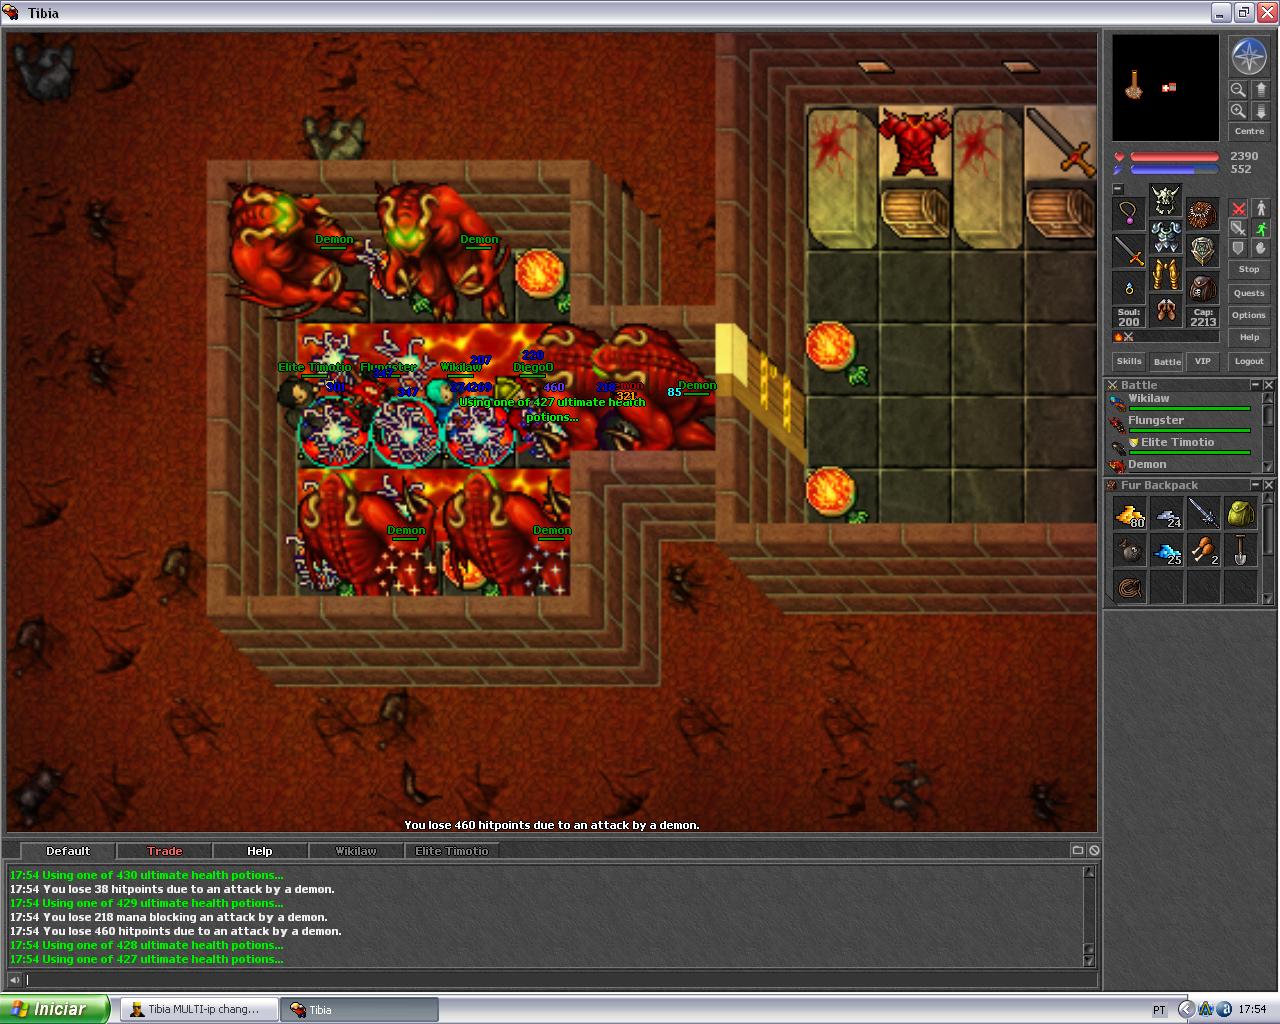 Tibia
Centre
2390
552
Soul:
200
Cap:
2213
Stop
Quests
Options
Help
Skills
Battle
VIP
Logout
Battle
Wikilaw
Flungster
Elite Timotio
Demon
Fur Backpack
80
24
25
2
Demon
Demon
Elite Timotio
Flungster
Wikilaw
DiegoO
Demon
347
460
85
321
Using one of 427 ultimate health
potions...
Demon
Demon
You lose 460 hitpoints due to an attack by a demon.
Default
Trade
Help
Wikilaw
Elite Timotio
17:54 Using one of 430 ultimate health potions...
17:54 You lose 38 hitpoints due to an attack by a demon.
17:54 Using one of 429 ultimate health potions...
17:54 You lose 218 mana blocking an attack by a demon.
17:54 You lose 460 hitpoints due to an attack by a demon.
17:54 Using one of 428 ultimate health potions...
17:54 Using one of 427 ultimate health potions...
Iniciar
Tibia MULTI-ip chang...
Tibia
PT
17:54